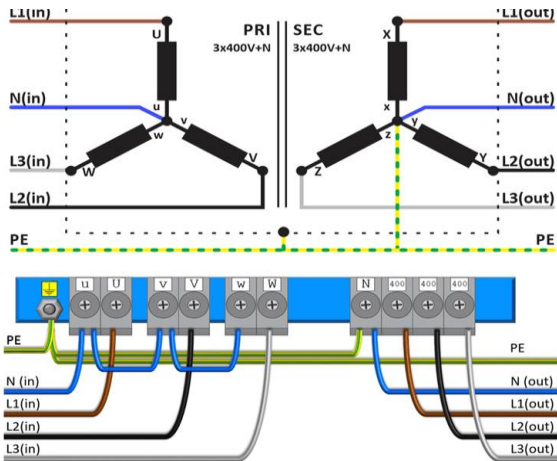 L1(in)
U
PRI
SEC
X
L1(out)
3x400V+N
3x400V+N
N(in)
u
x
N(out)
w
v
z
y
L3(in)
W
V
Z
Y
L2(out)
L2(in)
L3(out)
PE
PE
u
U
v
V
w
W
N
400
400
400
PE
PE
N (in)
N (out)
L1(in)
L1(out)
L2(in)
L2(out)
L3(in)
L3(out)